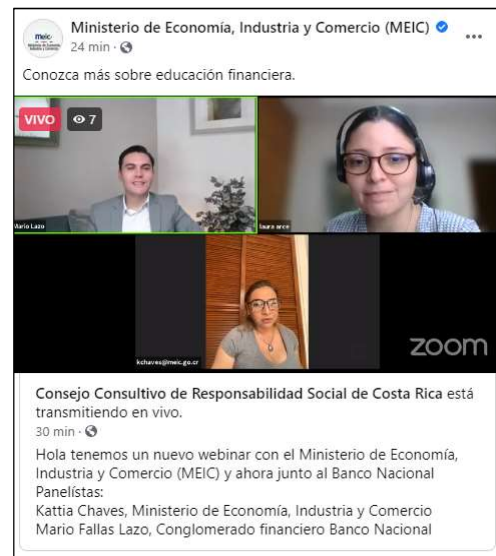 Ministerio de Economía, Industria y Comercio (MEIC)
meic
24 min ·
Conozca más sobre educación financiera.
VIVO 7
Mario Lazo
laura arce
kchaves@meic.go.cr
zoom
Consejo Consultivo de Responsabilidad Social de Costa Rica está
transmitiendo en vivo.
30 min ·
Hola tenemos un nuevo webinar con el Ministerio de Economía,
Industria y Comercio (MEIC) y ahora junto al Banco Nacional
Panelístas:
Kattia Chaves, Ministerio de Economía, Industria y Comercio
Mario Fallas Lazo, Conglomerado financiero Banco Nacional